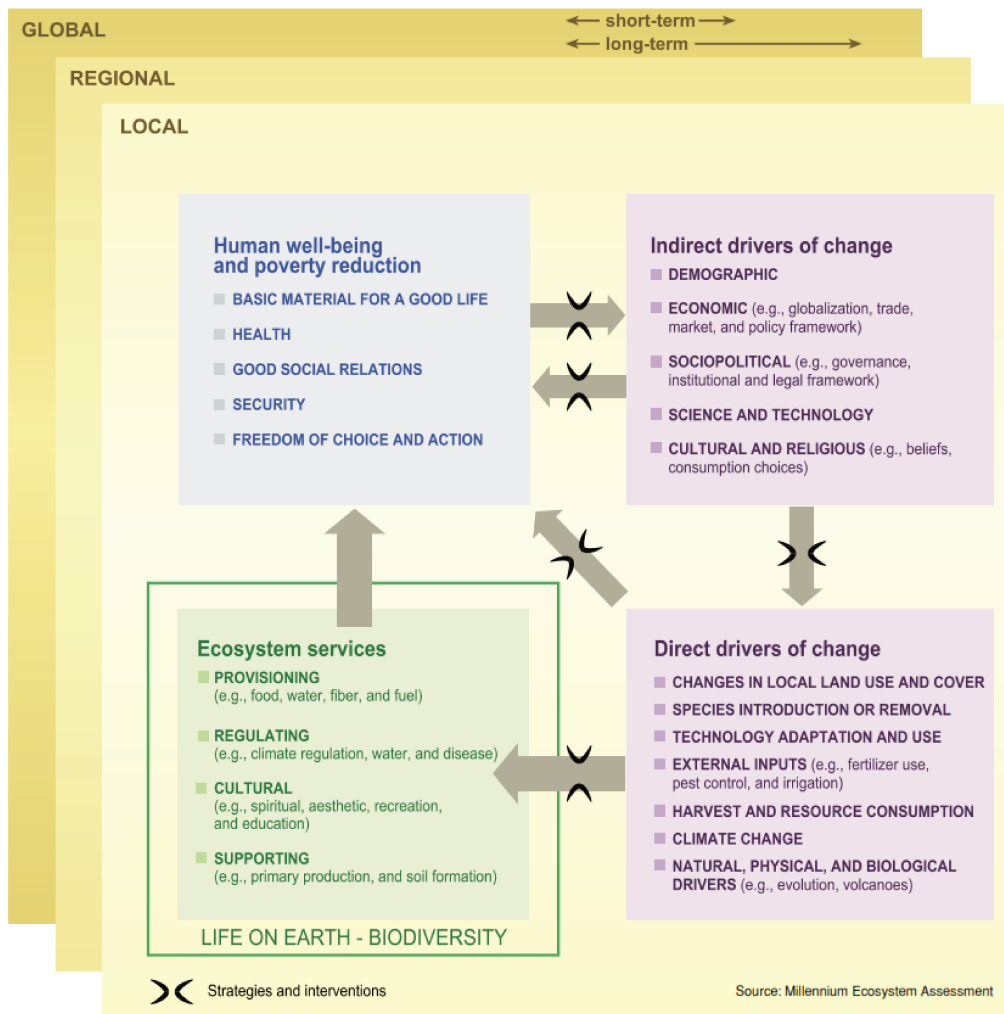 GLOBAL
short-term
long-term
REGIONAL
LOCAL
Human well-being
and poverty reduction
BASIC MATERIAL FOR A GOOD LIFE
HEALTH
GOOD SOCIAL RELATIONS
SECURITY
FREEDOM OF CHOICE AND ACTION
Indirect drivers of change
DEMOGRAPHIC
ECONOMIC (e.g., globalization, trade,
market, and policy framework)
SOCIOPOLITICAL (e.g., governance,
institutional and legal framework)
SCIENCE AND TECHNOLOGY
CULTURAL AND RELIGIOUS (e.g., beliefs,
consumption choices)
Ecosystem services
PROVISIONING
(e.g., food, water, fiber, and fuel)
REGULATING
(e.g., climate regulation, water, and disease)
CULTURAL
(e.g., spiritual, aesthetic, recreation,
and education)
SUPPORTING
(e.g., primary production, and soil formation)
LIFE ON EARTH - BIODIVERSITY
Direct drivers of change
CHANGES IN LOCAL LAND USE AND COVER
SPECIES INTRODUCTION OR REMOVAL
TECHNOLOGY ADAPTATION AND USE
EXTERNAL INPUTS (e.g., fertilizer use,
pest control, and irrigation)
HARVEST AND RESOURCE CONSUMPTION
CLIMATE CHANGE
NATURAL, PHYSICAL, AND BIOLOGICAL
DRIVERS (e.g., evolution, volcanoes)
Strategies and interventions
Source: Millennium Ecosystem Assessment